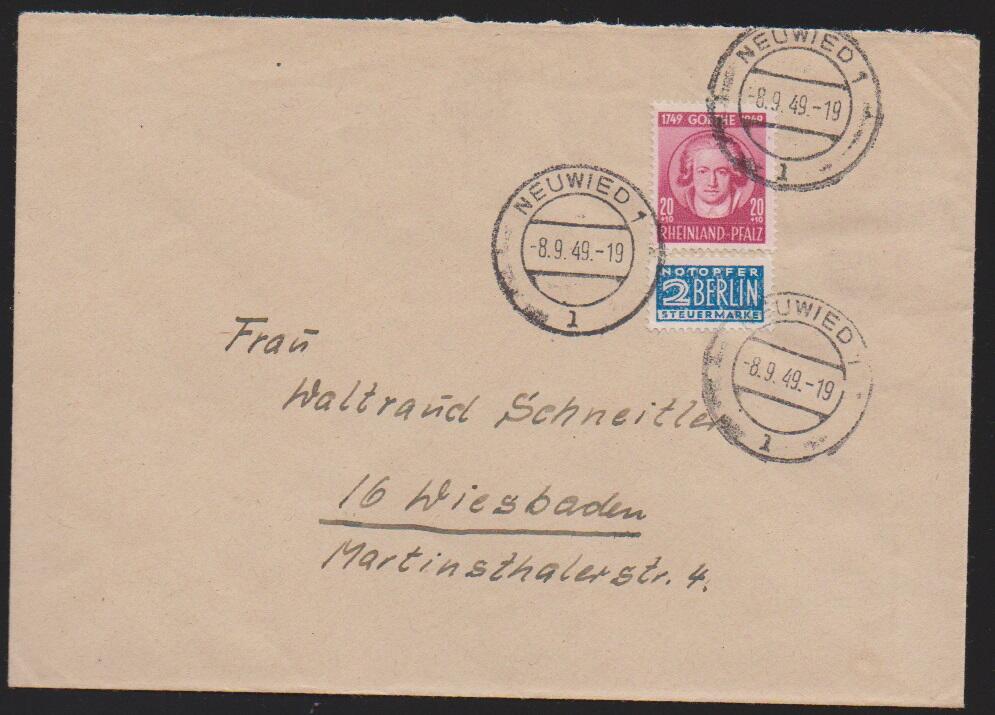 NEUWIED 1
-8.9.49.-19
1
1749 GOETHE 1949
20 20
+10 +10
RHEINLAND-PFALZ
NEUWIED 1
-8.9.49.-19
1
NOTOPFER
2 BERLIN
STEUERMARKE
NEUWIED 1
-8.9.49.-19
1
Frau
Waltraud Schneitler
16 Wiesbaden
Martinsthalerstr. 4.